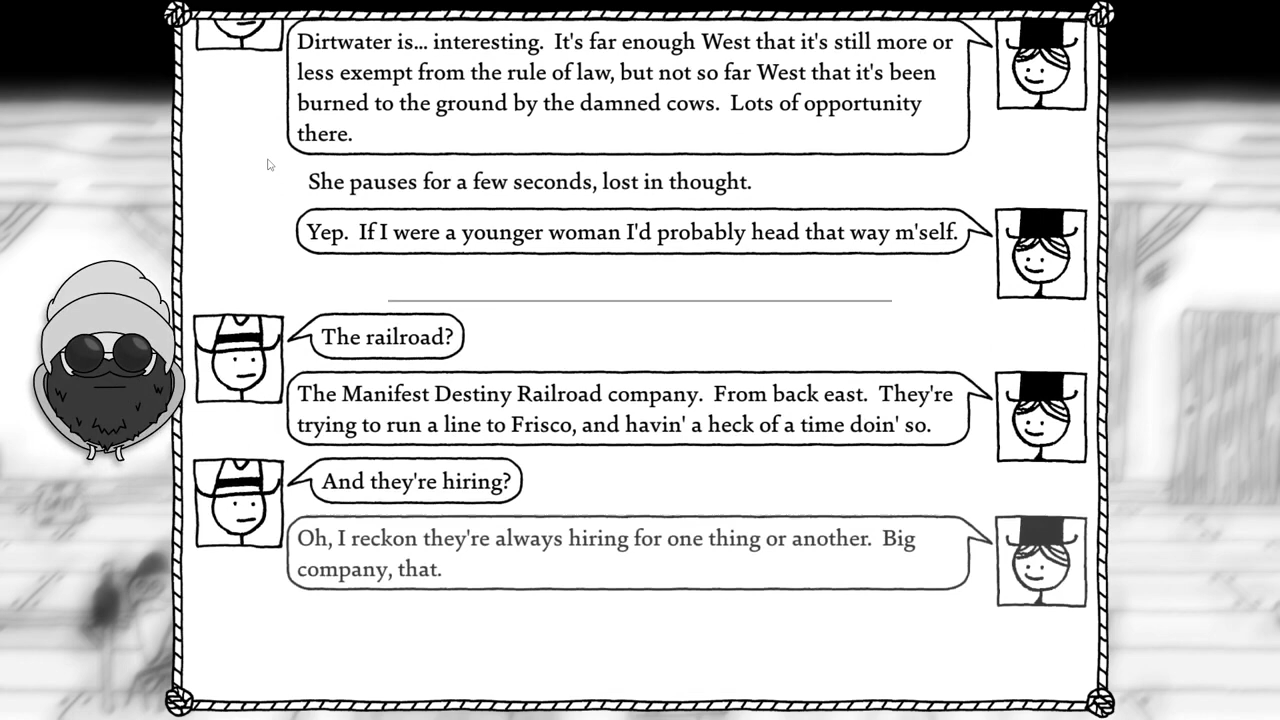 Dirtwater is... interesting.  It's far enough West that it's still more or
less exempt from the rule of law, but not so far West that it's been
burned to the ground by the damned cows.  Lots of opportunity
there.
She pauses for a few seconds, lost in thought.
Yep.  If I were a younger woman I'd probably head that way m'self.
The railroad?
The Manifest Destiny Railroad company.  From back east.  They're
trying to run a line to Frisco, and havin' a heck of a time doin' so.
And they're hiring?
Oh, I reckon they're always hiring for one thing or another.  Big
company, that.